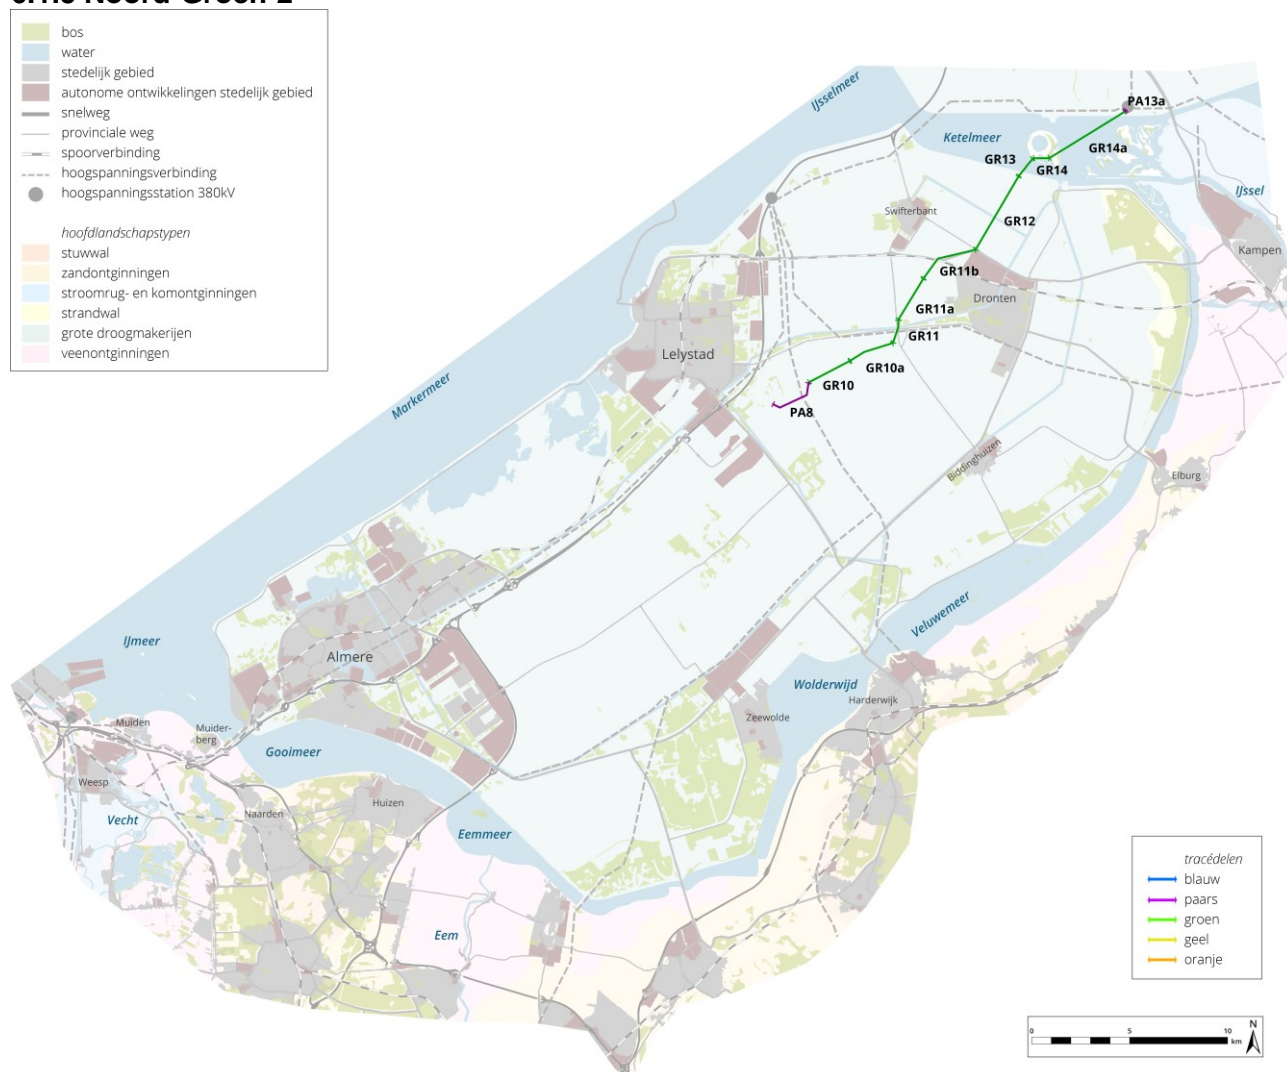 bos
water
stedelijk gebied
autonome ontwikkelingen stedelijk gebied
snelweg
provinciale weg
spoorverbinding
hoogspanningsverbinding
hoogspanningsstation 380kV
hoofdlandschapstypen
stuwwal
zandontginningen
stroomrug- en komontginningen
strandwal
grote droogmakerijen
veenontginningen
IJsselmeer
PA13a
Ketelmeer
GR14a
GR13
GR14
IJssel
Swifterbant
GR12
Kampen
GR11b
Dronten
GR11a
GR11
Lelystad
GR10a
GR10
PA8
Markermeer
Biddinghuizen
Elburg
Veluwemeer
IJmeer
Almere
Wolderwijd
Harderwijk
Zeewolde
Muiden
Muider-
berg
Gooimeer
Weesp
Huizen
Naarden
Vecht
Eemmeer
Eem
tracédelen
blauw
paars
groen
geel
oranje
0 5 10
km
N